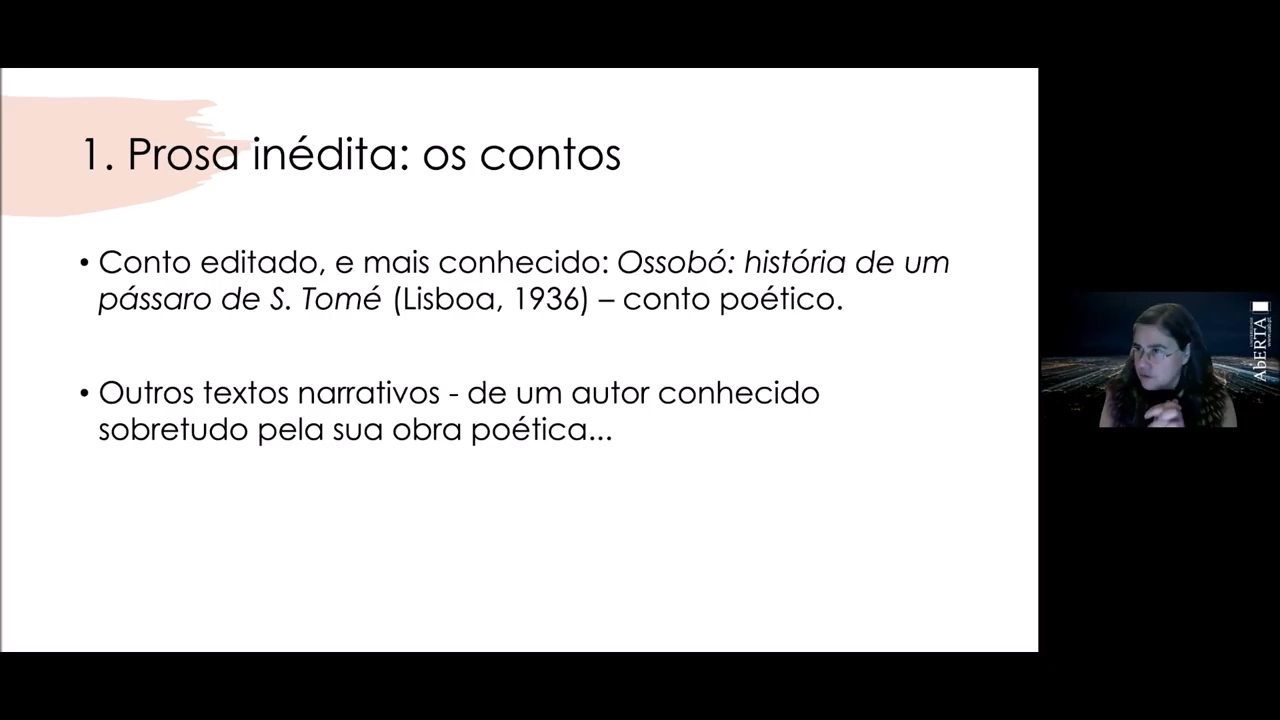 1. Prosa inédita: os contos
• Conto editado, e mais conhecido: Ossobó: história de um
pássaro de S. Tomé (Lisboa, 1936) – conto poético.
• Outros textos narrativos - de um autor conhecido
sobretudo pela sua obra poética...
AbERTA